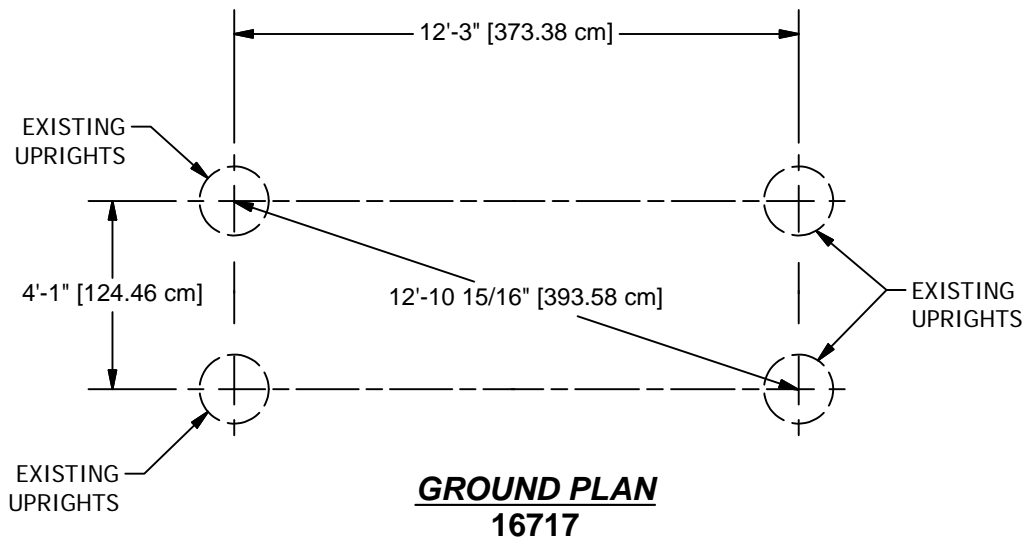 12'-3" [373.38 cm]
EXISTING
UPRIGHTS
4'-1" [124.46 cm]
12'-10 15/16" [393.58 cm]
EXISTING
UPRIGHTS
EXISTING
UPRIGHTS
GROUND PLAN
16717